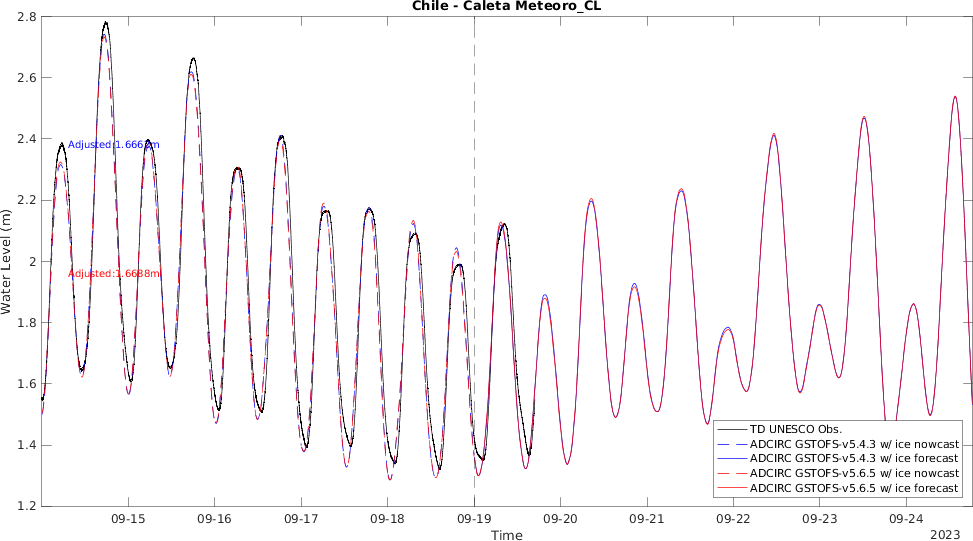 Chile - Caleta Meteoro_CL
2.8
2.6
2.4
2.2
2
1.8
1.6
1.4
1.2
Water Level (m)
Adjusted:1.6688m
09-15
09-16
09-17
09-18
09-19
09-20
09-21
09-22
09-23
09-24
Time
2023
TD UNESCO Obs.
ADCIRC GSTOFS-v5.4.3 w/ ice nowcast
ADCIRC GSTOFS-v5.4.3 w/ ice forecast
ADCIRC GSTOFS-v5.6.5 w/ ice nowcast
ADCIRC GSTOFS-v5.6.5 w/ ice forecast